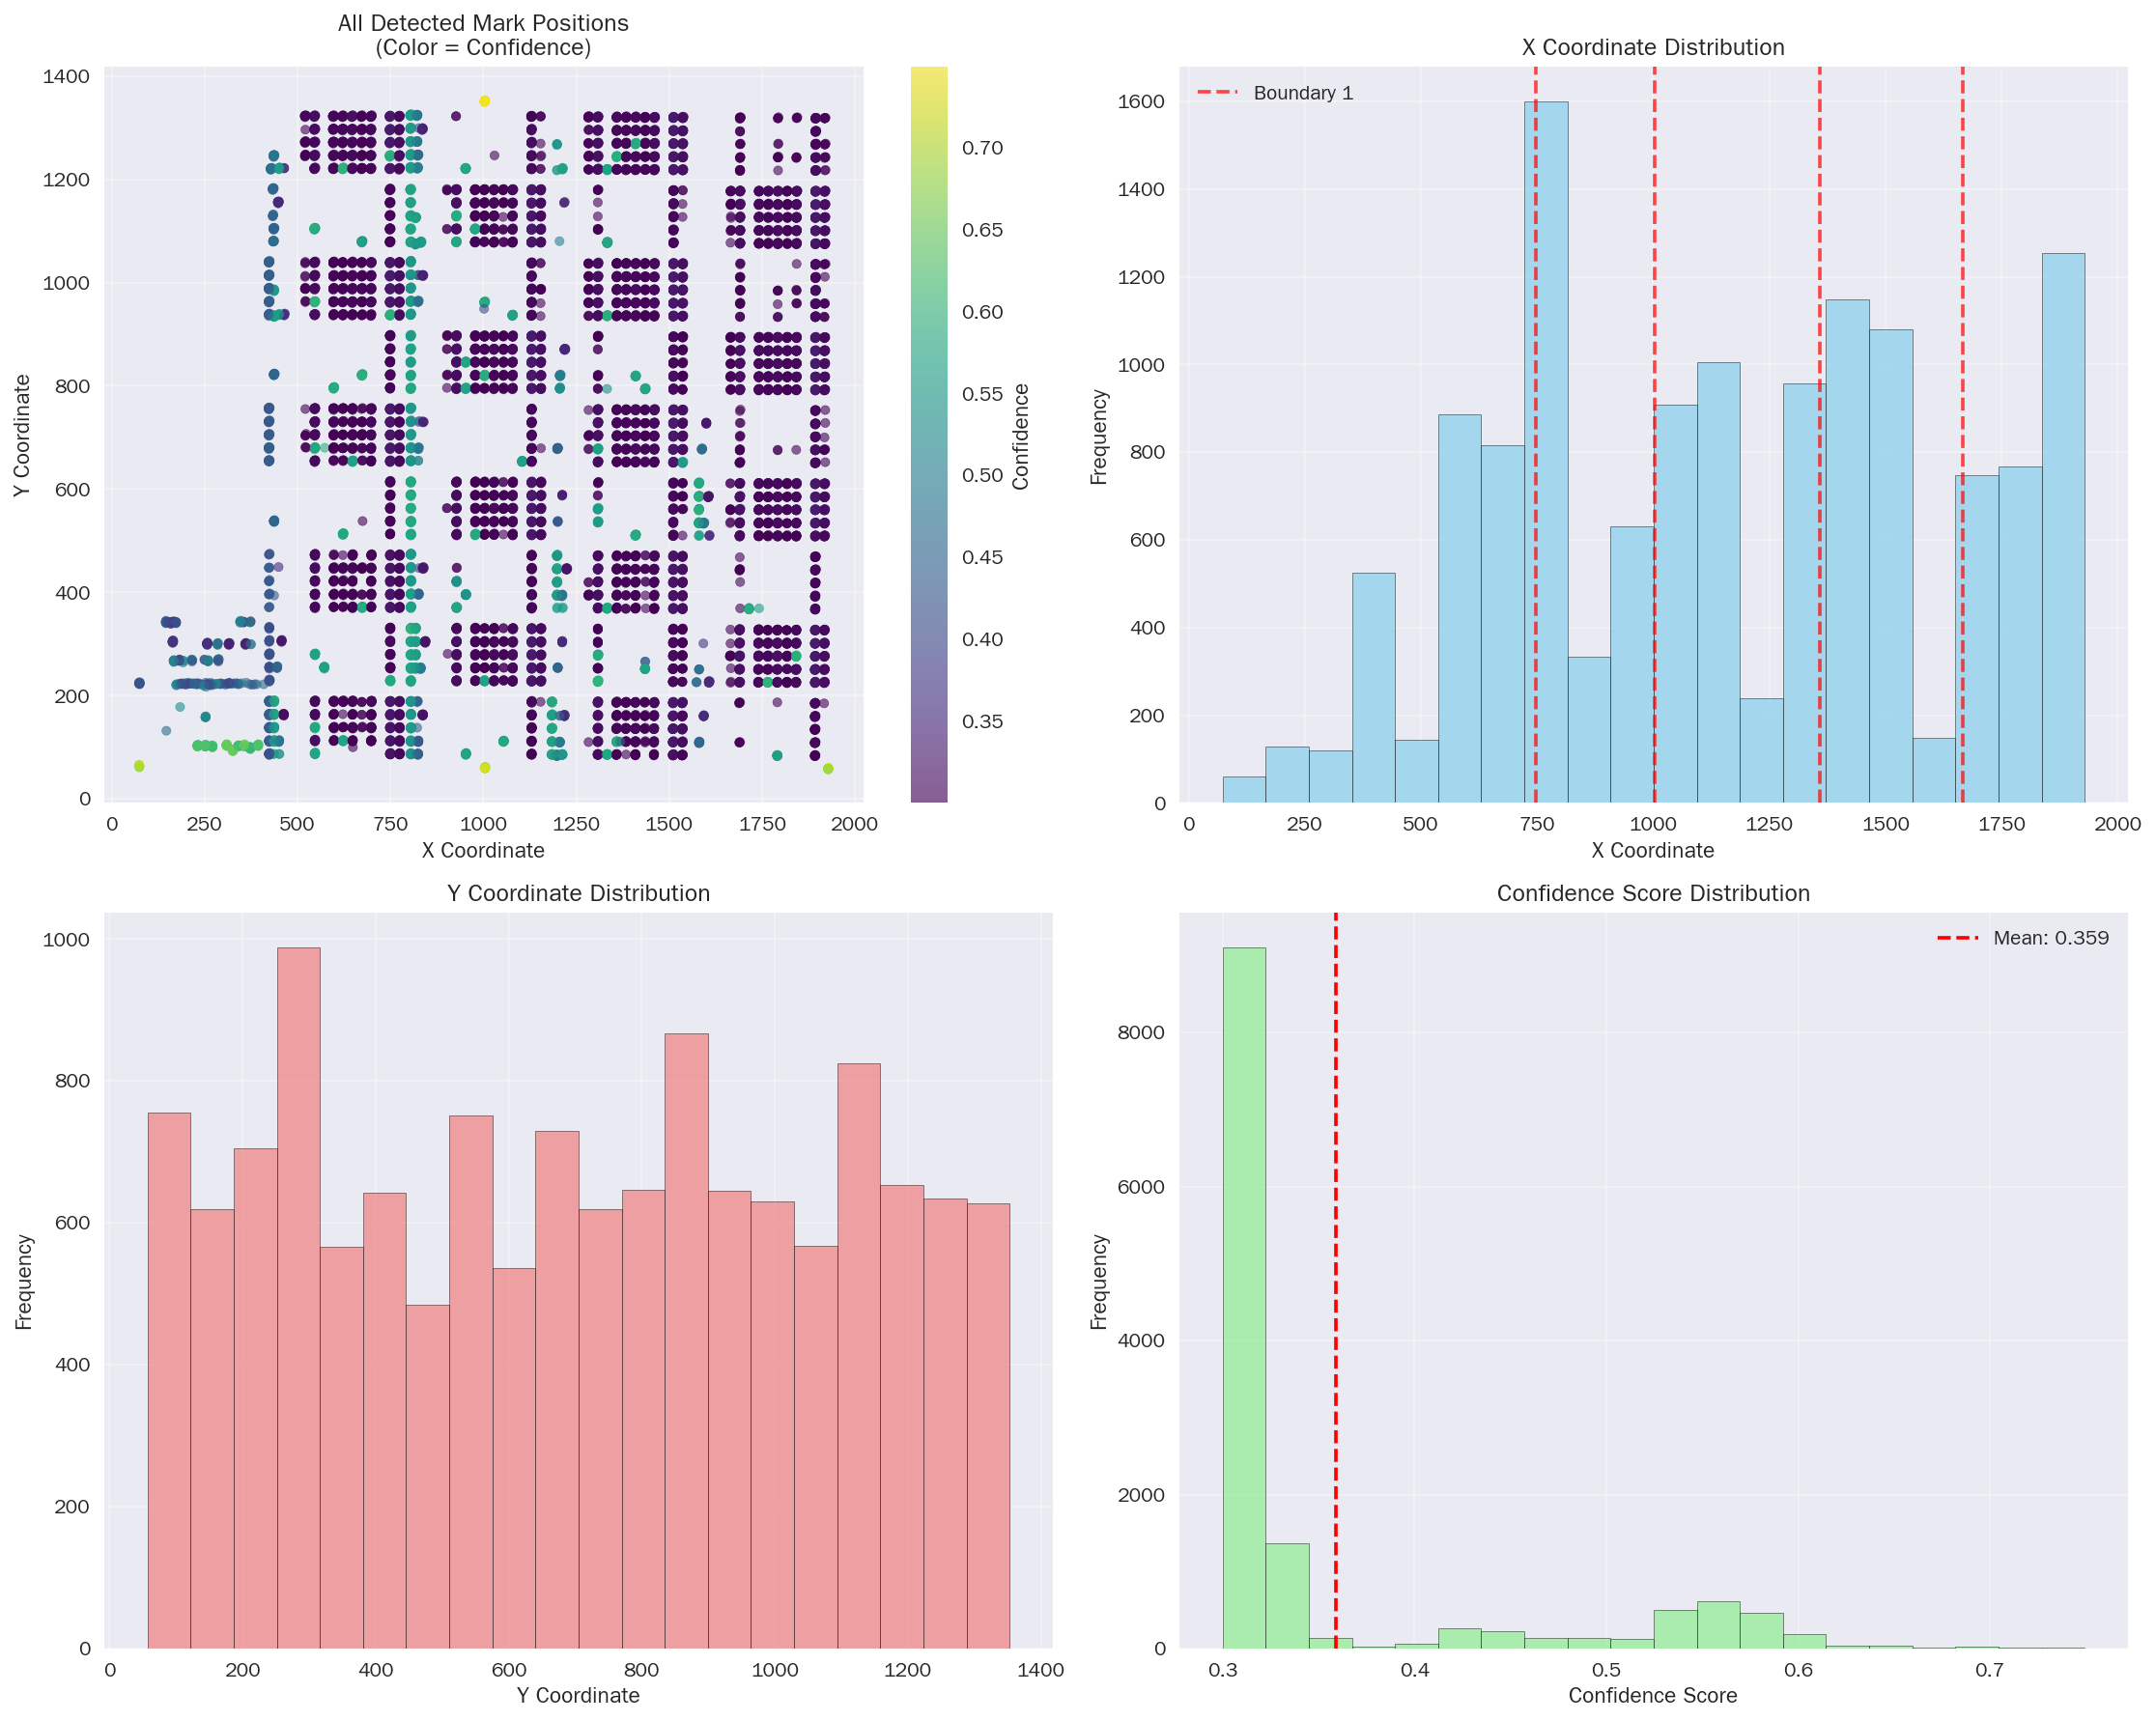 All Detected Mark Positions
(Color = Confidence)
1400
1200
1000
800
600
400
200
0
Y Coordinate
0 250 500 750 1000 1250 1500 1750 2000
X Coordinate
0.70
0.65
0.60
0.55
0.50
0.45
0.40
0.35
Confidence
X Coordinate Distribution
Boundary 1
1600
1400
1200
1000
800
600
400
200
0
Frequency
0 250 500 750 1000 1250 1500 1750 2000
X Coordinate
Y Coordinate Distribution
1000
800
600
400
200
0
Frequency
0 200 400 600 800 1000 1200 1400
Y Coordinate
Confidence Score Distribution
Mean: 0.359
8000
6000
4000
2000
0
Frequency
0.3 0.4 0.5 0.6 0.7
Confidence Score